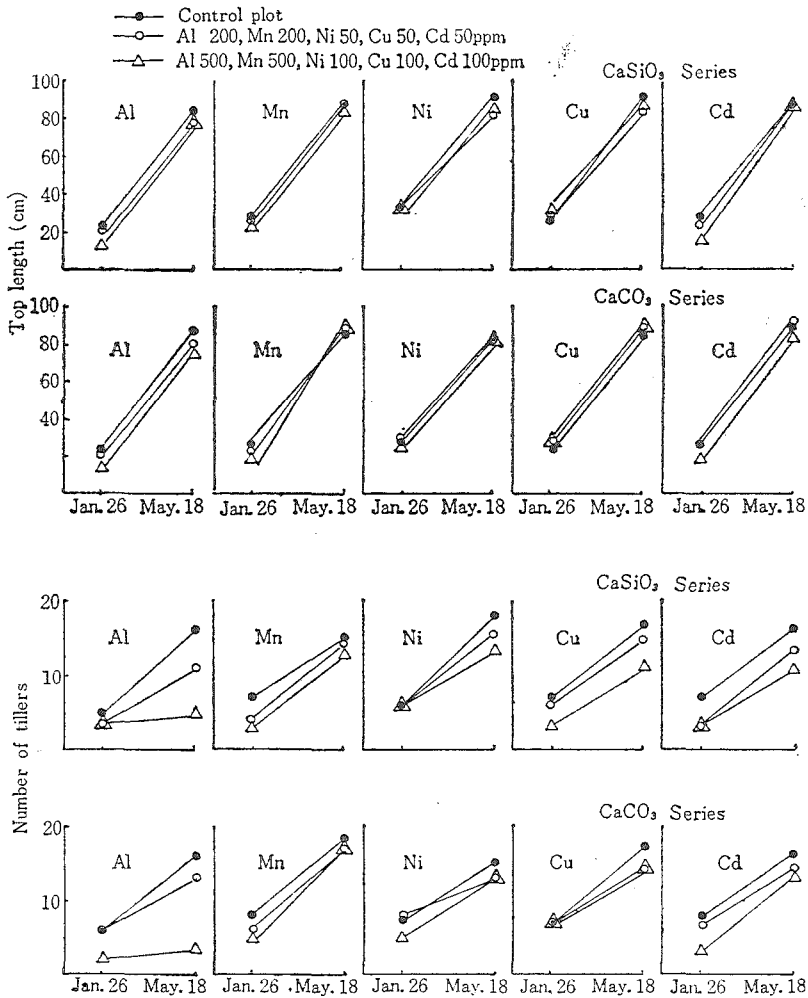 Control plot
Al 200, Mn 200, Ni 50, Cu 50, Cd 50ppm
Al 500, Mn 500, Ni 100, Cu 100, Cd 100ppm
CaSiO₃ Series
100
80
60
40
20
Al
Mn
Ni
Cu
Cd
Top length (cm)
CaCO₃ Series
100
80
60
40
Al
Mn
Ni
Cu
Cd
Jan. 26 May. 18 Jan. 26 May. 18 Jan. 26 May. 18 Jan. 26 May. 18 Jan. 26 May. 18
CaSiO₃ Series
20
10
Al
Mn
Ni
Cu
Cd
Number of tillers
CaCO₃ Series
20
10
Al
Mn
Ni
Cu
Cd
Jan. 26 May. 18 Jan. 26 May. 18 Jan. 26 May. 18 Jan. 26 May. 18 Jan. 26 May. 18